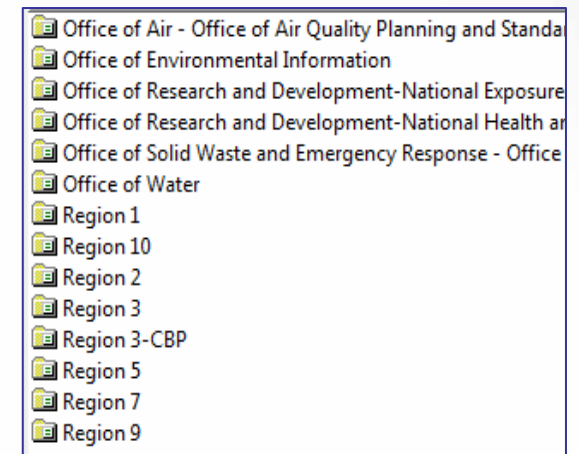 Office of Air - Office of Air Quality Planning and Standa
Office of Environmental Information
Office of Research and Development-National Exposure
Office of Research and Development-National Health ar
Office of Solid Waste and Emergency Response - Office
Office of Water
Region 1
Region 10
Region 2
Region 3
Region 3-CBP
Region 5
Region 7
Region 9